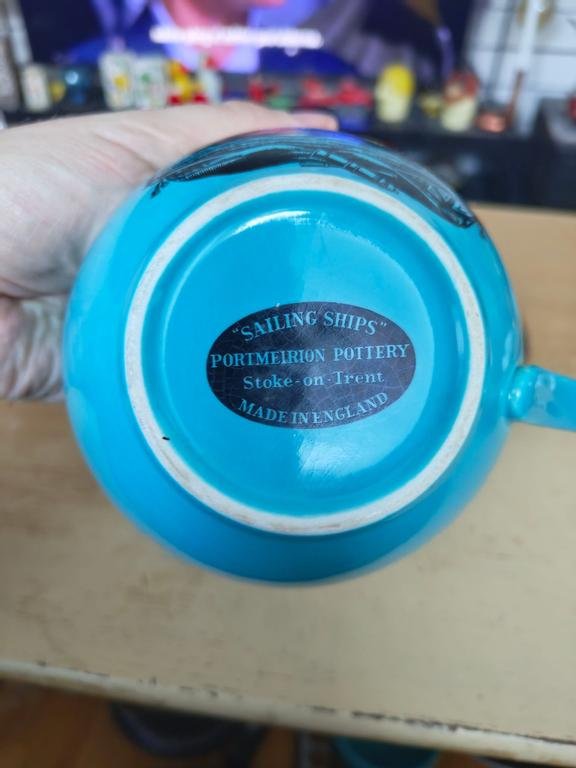 "SAILING SHIPS"
PORTMEIRION POTTERY
Stoke-on-Trent
MADE IN ENGLAND